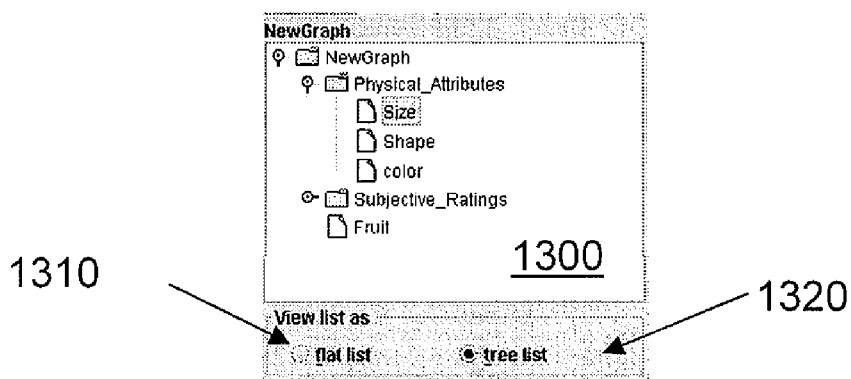 NewGraph
NewGraph
Physical_Attributes
Size
Shape
color
Subjective_Ratings
Fruit
1300
1310
1320
View list as
flat list
tree list